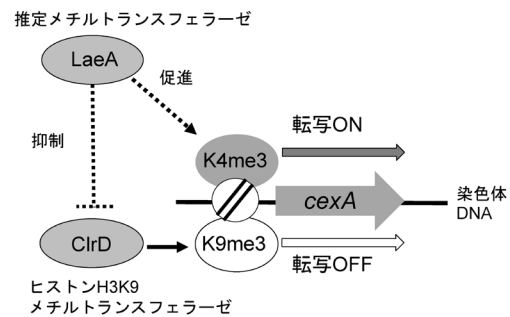 推定メチルトランスフェラーゼ
LaeA
促進
抑制
転写ON
K4me3
cexA
染色体
DNA
ClrD
K9me3
転写OFF
ヒストンH3K9
メチルトランスフェラーゼ